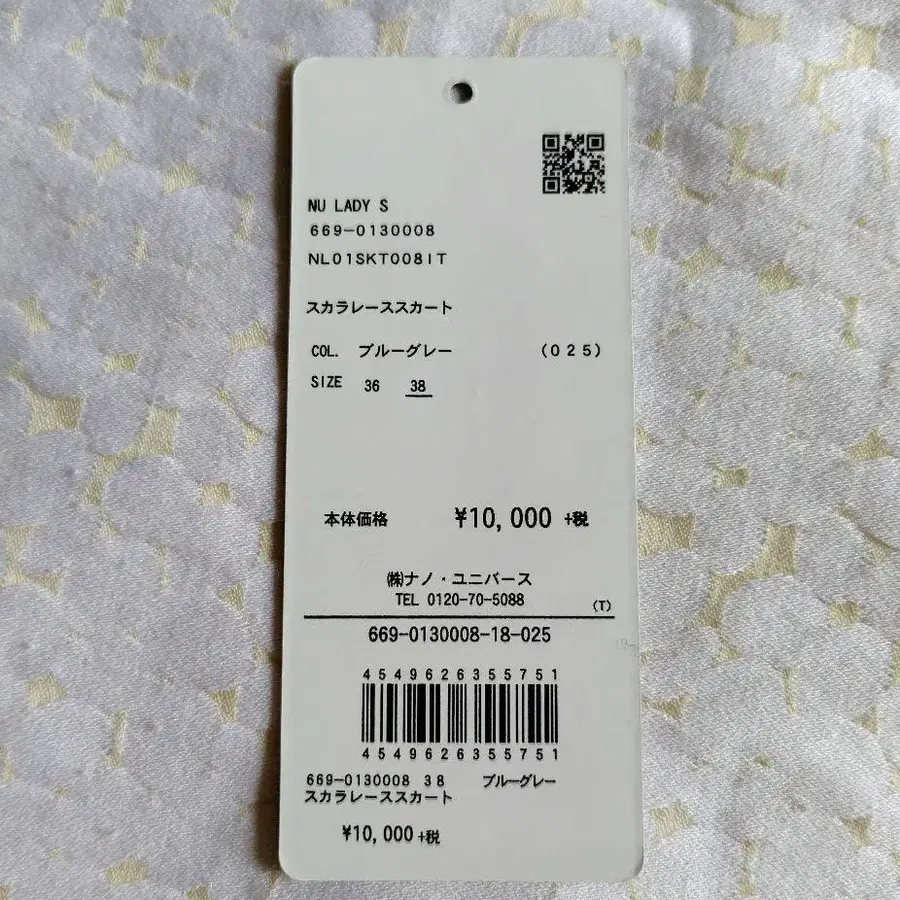 NU LADY S
669-0130008
NL01SKT008IT
スカラレーススカート
COL. ブルーグレー (025)
SIZE 36 38
本体価格 ¥10,000 +税
㈱ナノ・ユニバース
TEL 0120-70-5088
(T)
669-0130008-18-025
4549626355751
4549626355751
669-0130008 38 ブルーグレー
スカラレーススカート
¥10,000 +税